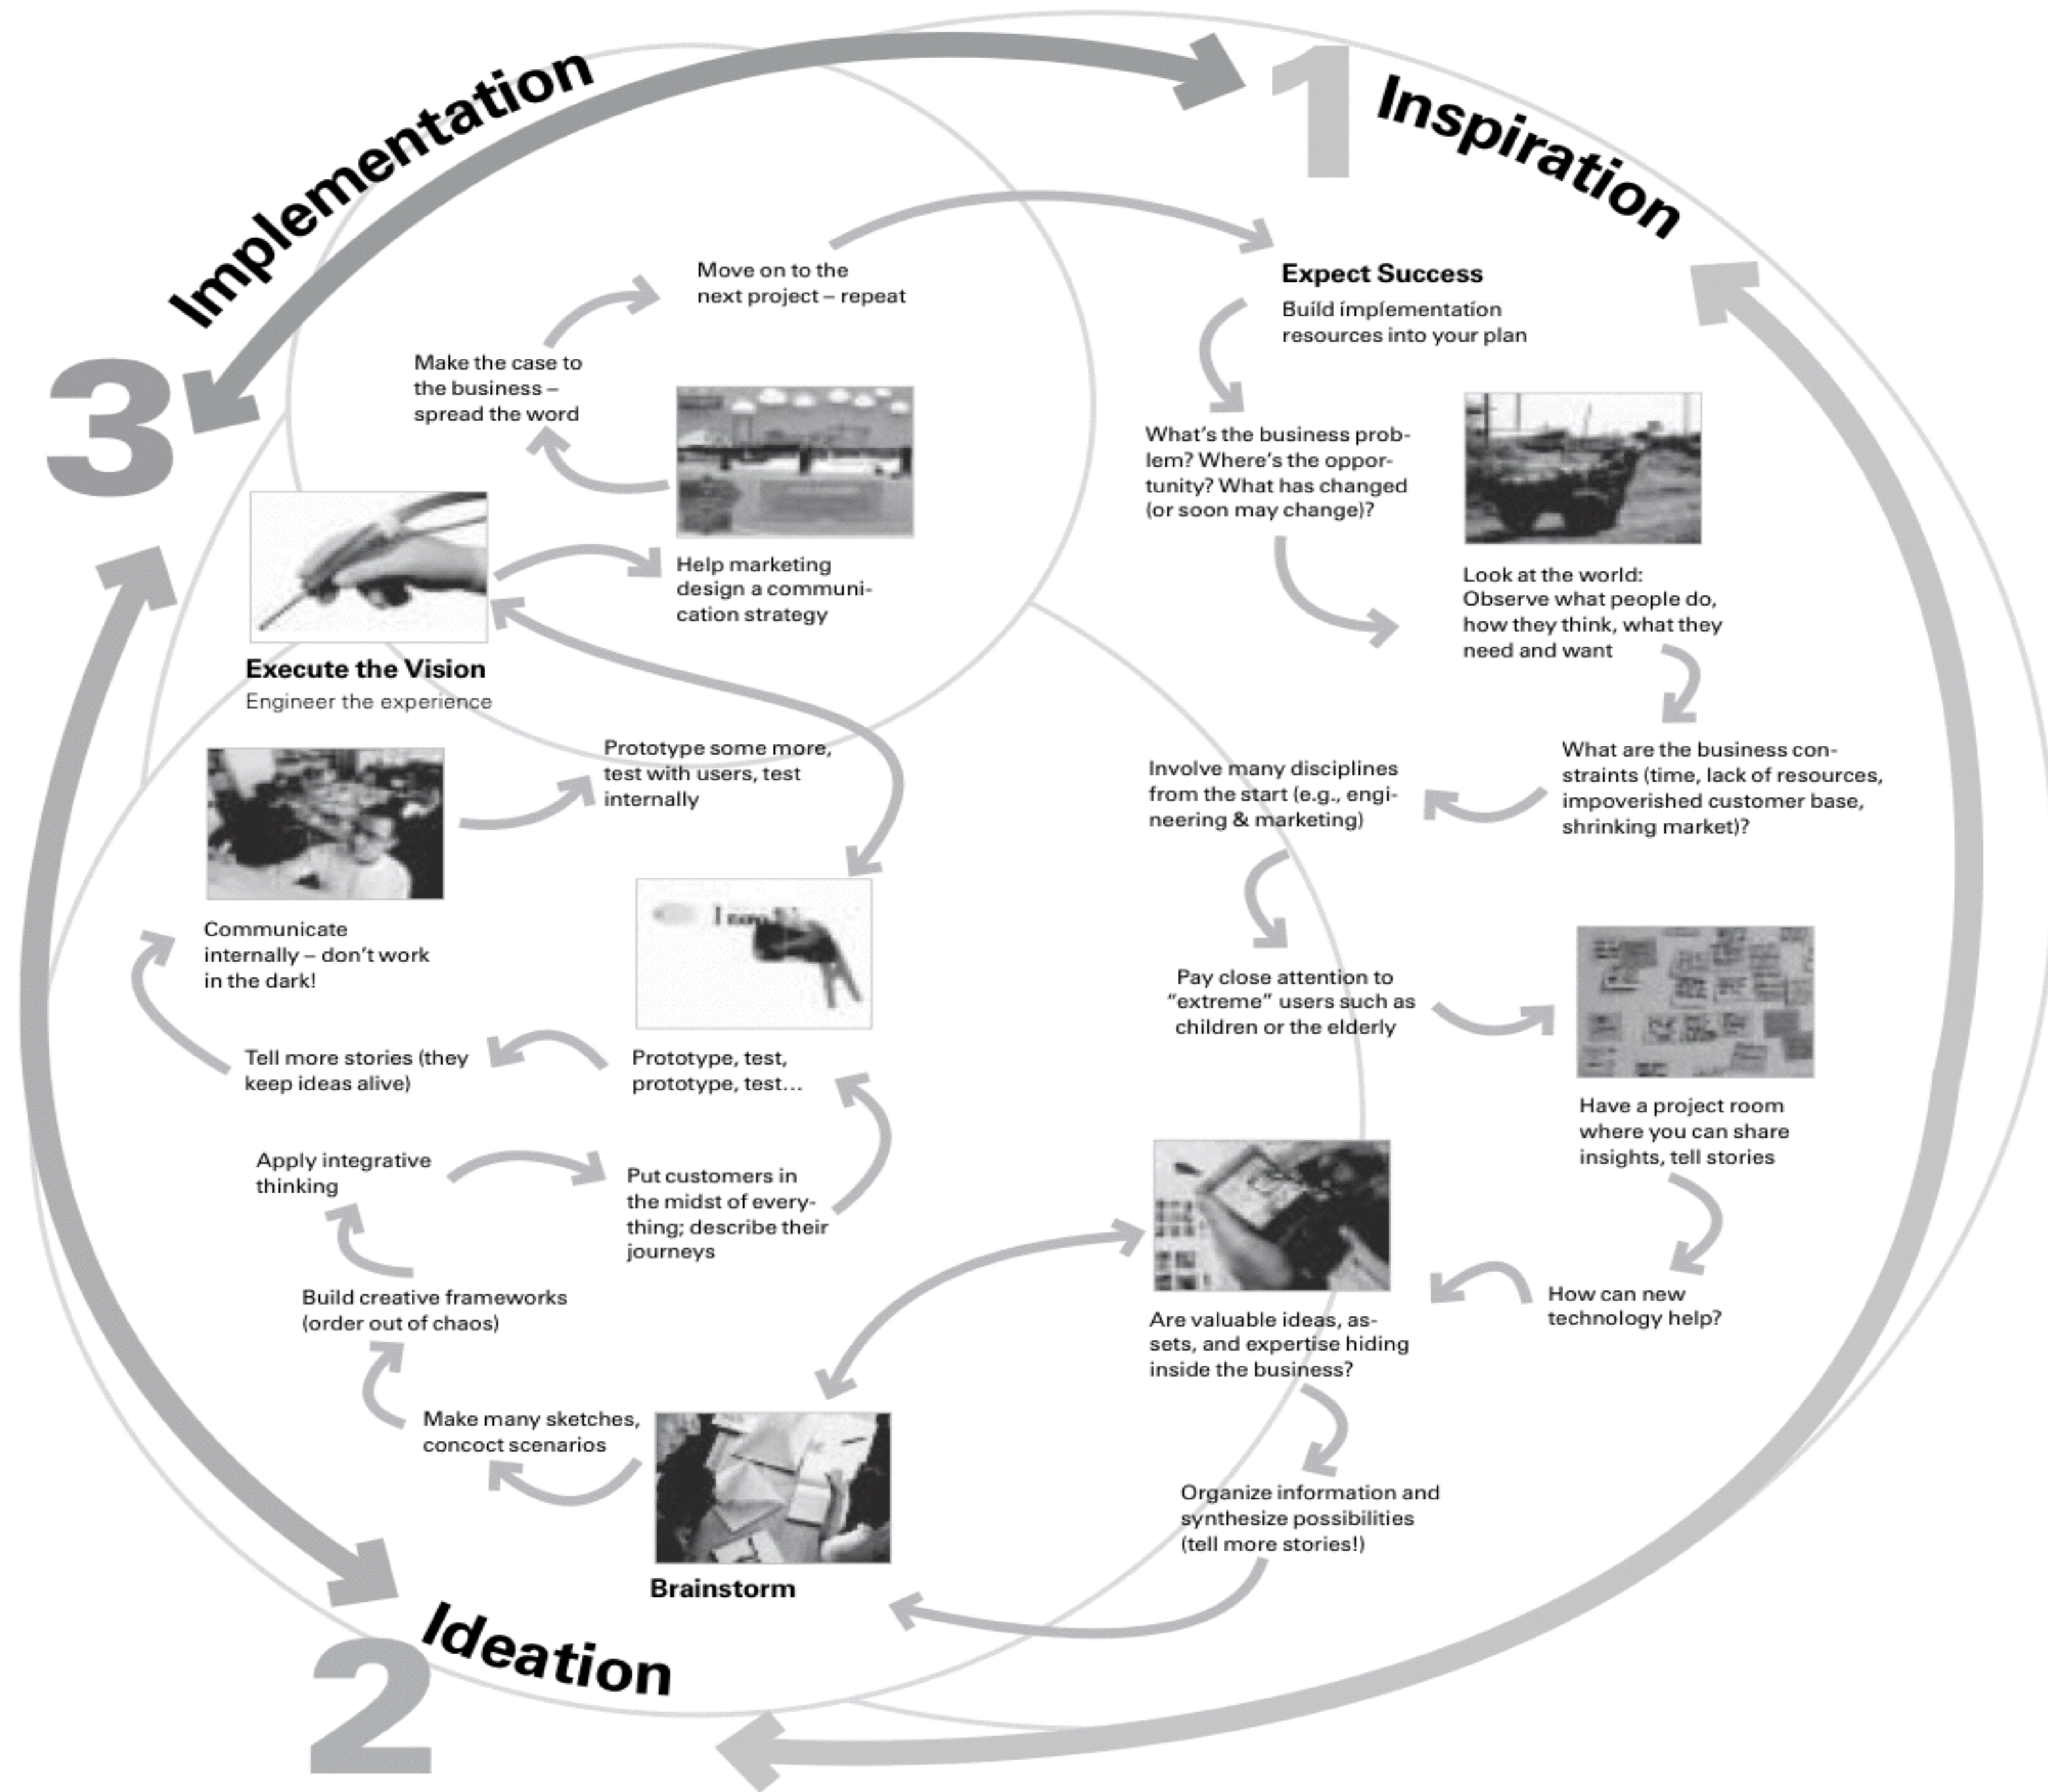 1
Inspiration
Expect Success
Build implementation
resources into your plan
What's the business prob-
lem? Where's the oppor-
tunity? What has changed
(or soon may change)?
Look at the world:
Observe what people do,
how they think, what they
need and want
What are the business con-
straints (time, lack of resources,
impoverished customer base,
shrinking market)?
Involve many disciplines
from the start (e.g., engi-
neering & marketing)
Pay close attention to
“extreme” users such as
children or the elderly
Have a project room
where you can share
insights, tell stories
How can new
technology help?
Are valuable ideas, as-
sets, and expertise hiding
inside the business?
Organize information and
synthesize possibilities
(tell more stories!)
2
Ideation
Brainstorm
Make many sketches,
concoct scenarios
Build creative frameworks
(order out of chaos)
Apply integrative
thinking
Put customers in
the midst of every-
thing; describe their
journeys
Prototype, test,
prototype, test...
Tell more stories (they
keep ideas alive)
Communicate
internally – don't work
in the dark!
Prototype some more,
test with users, test
internally
3
Implementation
Execute the Vision
Engineer the experience
Help marketing
design a communi-
cation strategy
Make the case to
the business –
spread the word
Move on to the
next project – repeat